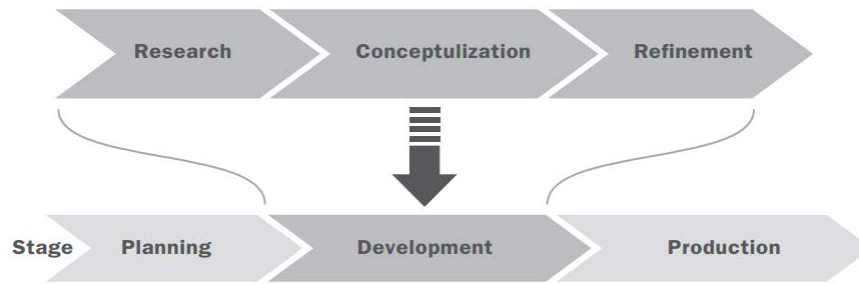 Research Conceptulization Refinement
Stage Planning Development Production